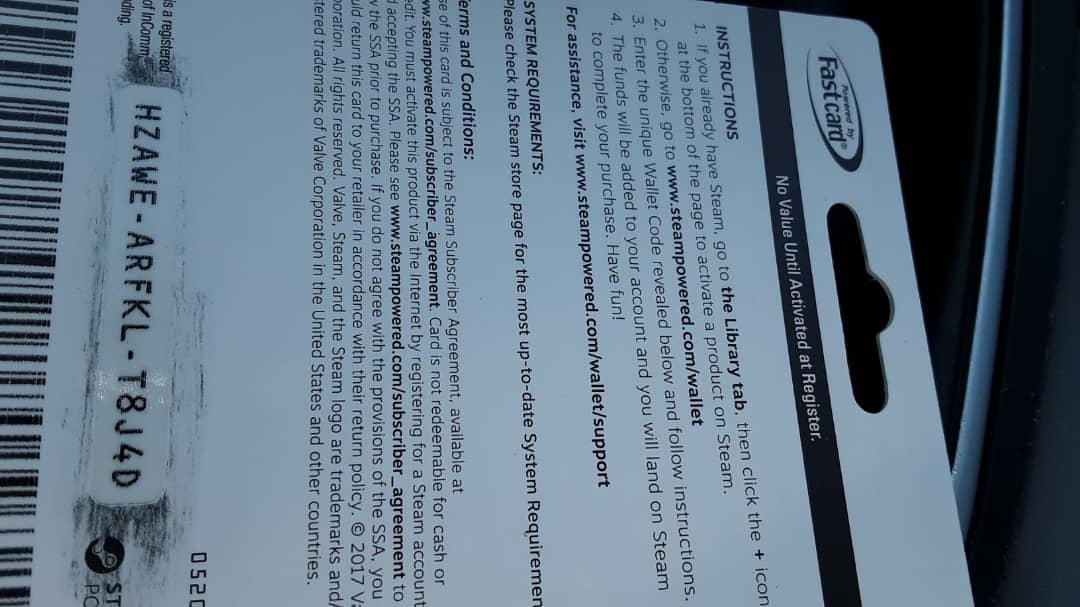 Powered by
Fastcard®
No Value Until Activated at Register.
INSTRUCTIONS
1. If you already have Steam, go to the Library tab, then click the + icon
at the bottom of the page to activate a product on Steam.
2. Otherwise, go to www.steampowered.com/wallet
3. Enter the unique Wallet Code revealed below and follow instructions.
4. The funds will be added to your account and you will land on Steam
to complete your purchase. Have fun!
For assistance, visit www.steampowered.com/wallet/support
SYSTEM REQUIREMENTS:
Please check the Steam store page for the most up-to-date System Requiremen
Terms and Conditions:
se of this card is subject to the Steam Subscriber Agreement, available at
ww.steampowered.com/subscriber_agreement. Card is not redeemable for cash or
edit. You must activate this product via the Internet by registering for a Steam account
accepting the SSA. Please see www.steampowered.com/subscriber_agreement to
the SSA prior to purchase. If you do not agree with the provisions of the SSA, you
uld return this card to your retailer in accordance with their return policy. © 2017 Va
poration. All rights reserved. Valve, Steam, and the Steam logo are trademarks and/
stered trademarks of Valve Corporation in the United States and other countries.
052
is a registered
of InComm
HZAWE-ARFKL-T8J4D
ST
PC